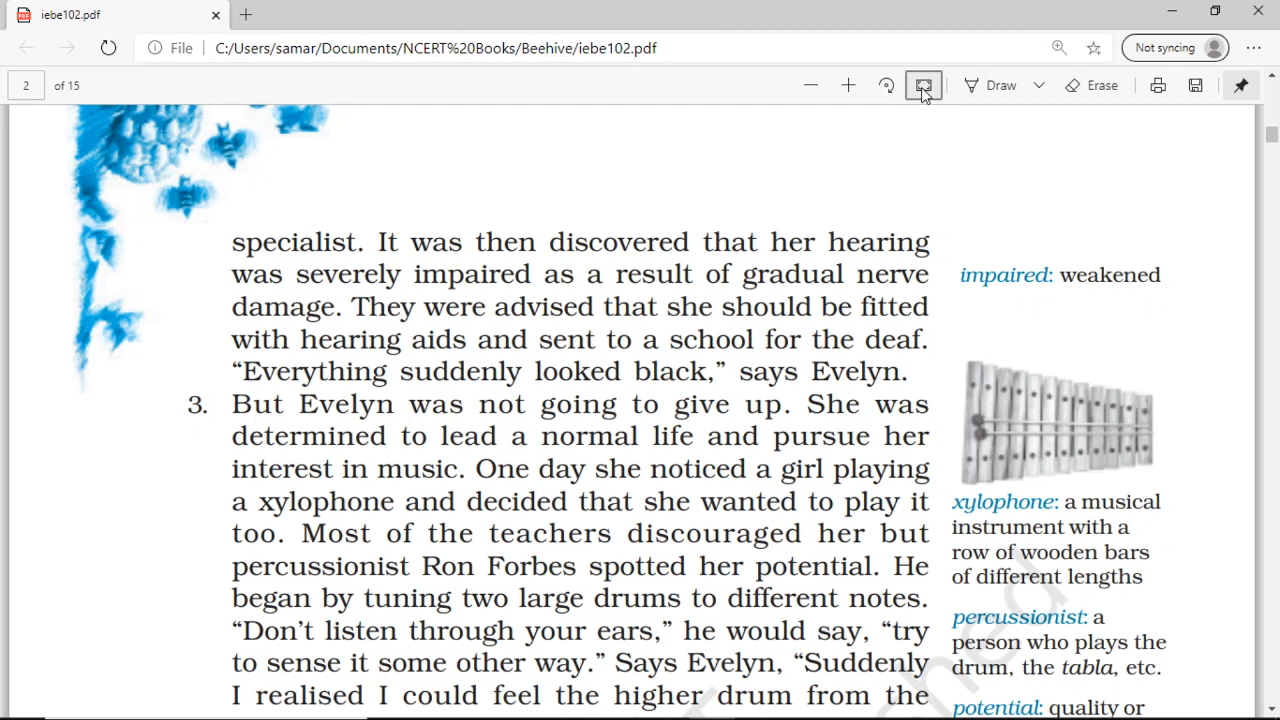 iebe102.pdf
File C:/Users/samar/Documents/NCERT%20Books/Beehive/iebe102.pdf Not syncing
2 of 15 Draw Erase
specialist. It was then discovered that her hearing
was severely impaired as a result of gradual nerve
damage. They were advised that she should be fitted
with hearing aids and sent to a school for the deaf.
“Everything suddenly looked black,” says Evelyn.
3. But Evelyn was not going to give up. She was
determined to lead a normal life and pursue her
interest in music. One day she noticed a girl playing
a xylophone and decided that she wanted to play it
too. Most of the teachers discouraged her but
percussionist Ron Forbes spotted her potential. He
began by tuning two large drums to different notes.
“Don’t listen through your ears,” he would say, “try
to sense it some other way.” Says Evelyn, “Suddenly
I realised I could feel the higher drum from the
impaired: weakened
xylophone: a musical
instrument with a
row of wooden bars
of different lengths
percussionist: a
person who plays the
drum, the tabla, etc.
potential: quality or